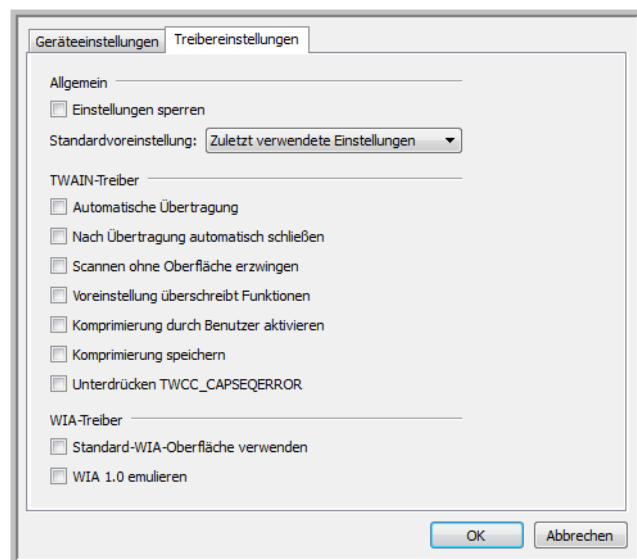 Geräteeinstellungen Treibereinstellungen
Allgemein
Einstellungen sperren
Standardvoreinstellung: Zuletzt verwendete Einstellungen
TWAIN-Treiber
Automatische Übertragung
Nach Übertragung automatisch schließen
Scannen ohne Oberfläche erzwingen
Voreinstellung überschreibt Funktionen
Komprimierung durch Benutzer aktivieren
Komprimierung speichern
Unterdrücken TWCC_CAPSEQERROR
WIA-Treiber
Standard-WIA-Oberfläche verwenden
WIA 1.0 emulieren
OK Abbrechen